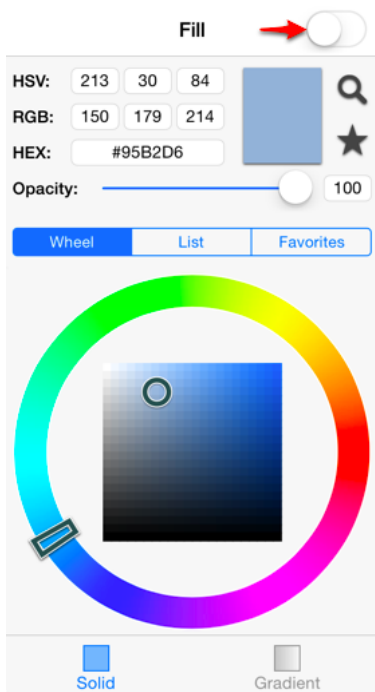 Fill
HSV: 213 30 84
RGB: 150 179 214
HEX: #95B2D6
Opacity: 100
Wheel List Favorites
Solid Gradient